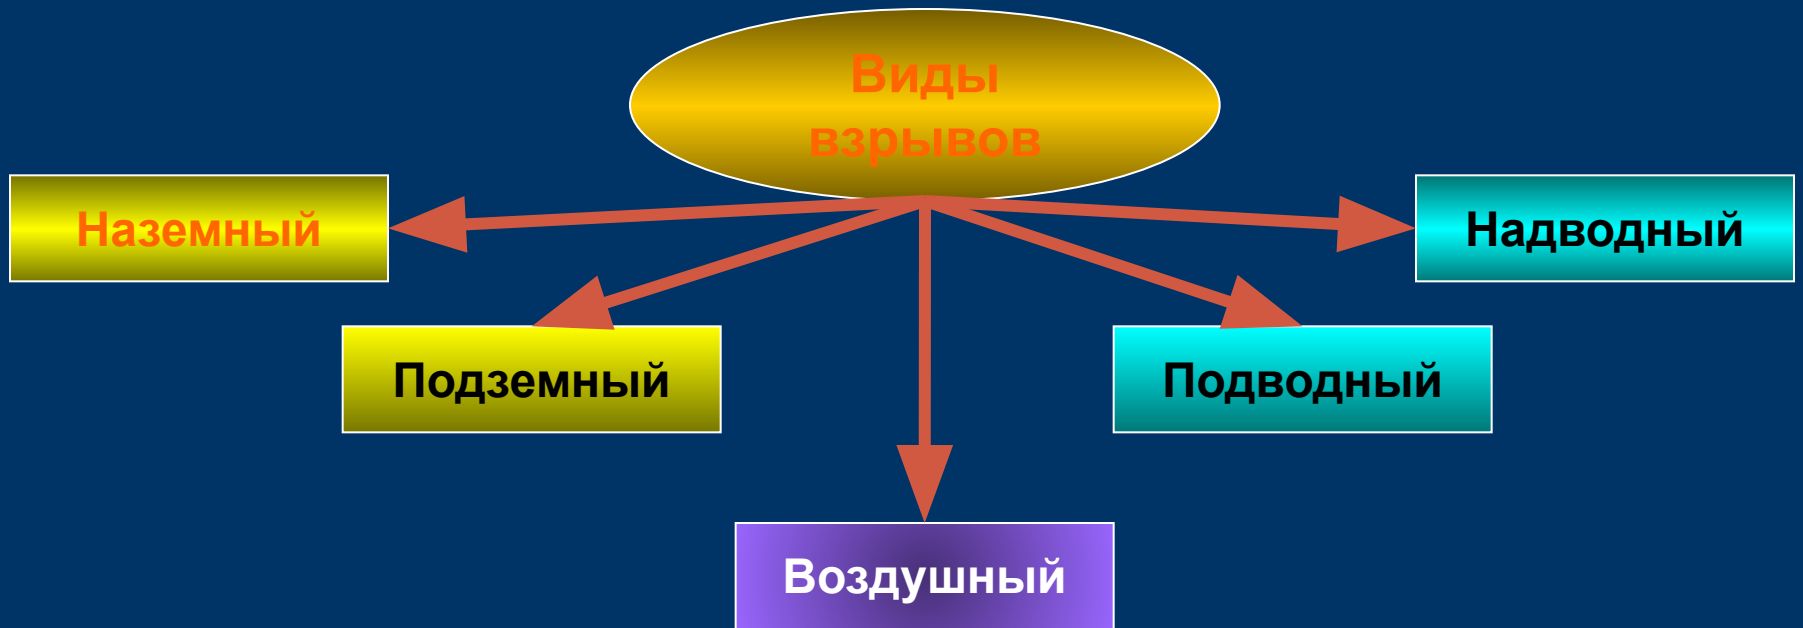 Виды
взрывов
Наземный
Надводный
Подземный
Подводный
Воздушный